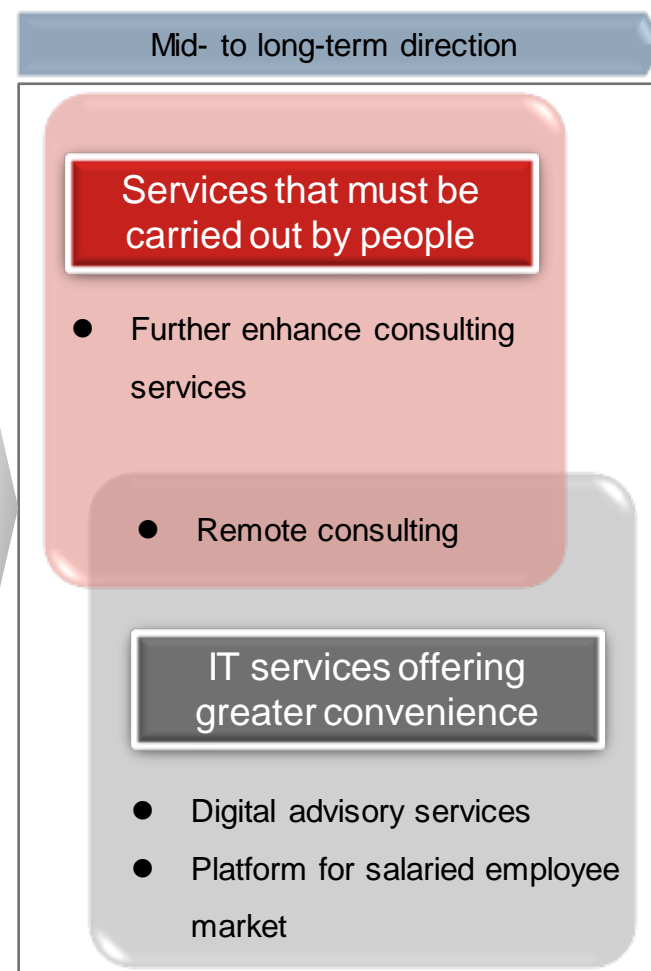 Mid- to long-term direction
Services that must be
carried out by people
● Further enhance consulting
services
● Remote consulting
IT services offering
greater convenience
● Digital advisory services
● Platform for salaried employee
market